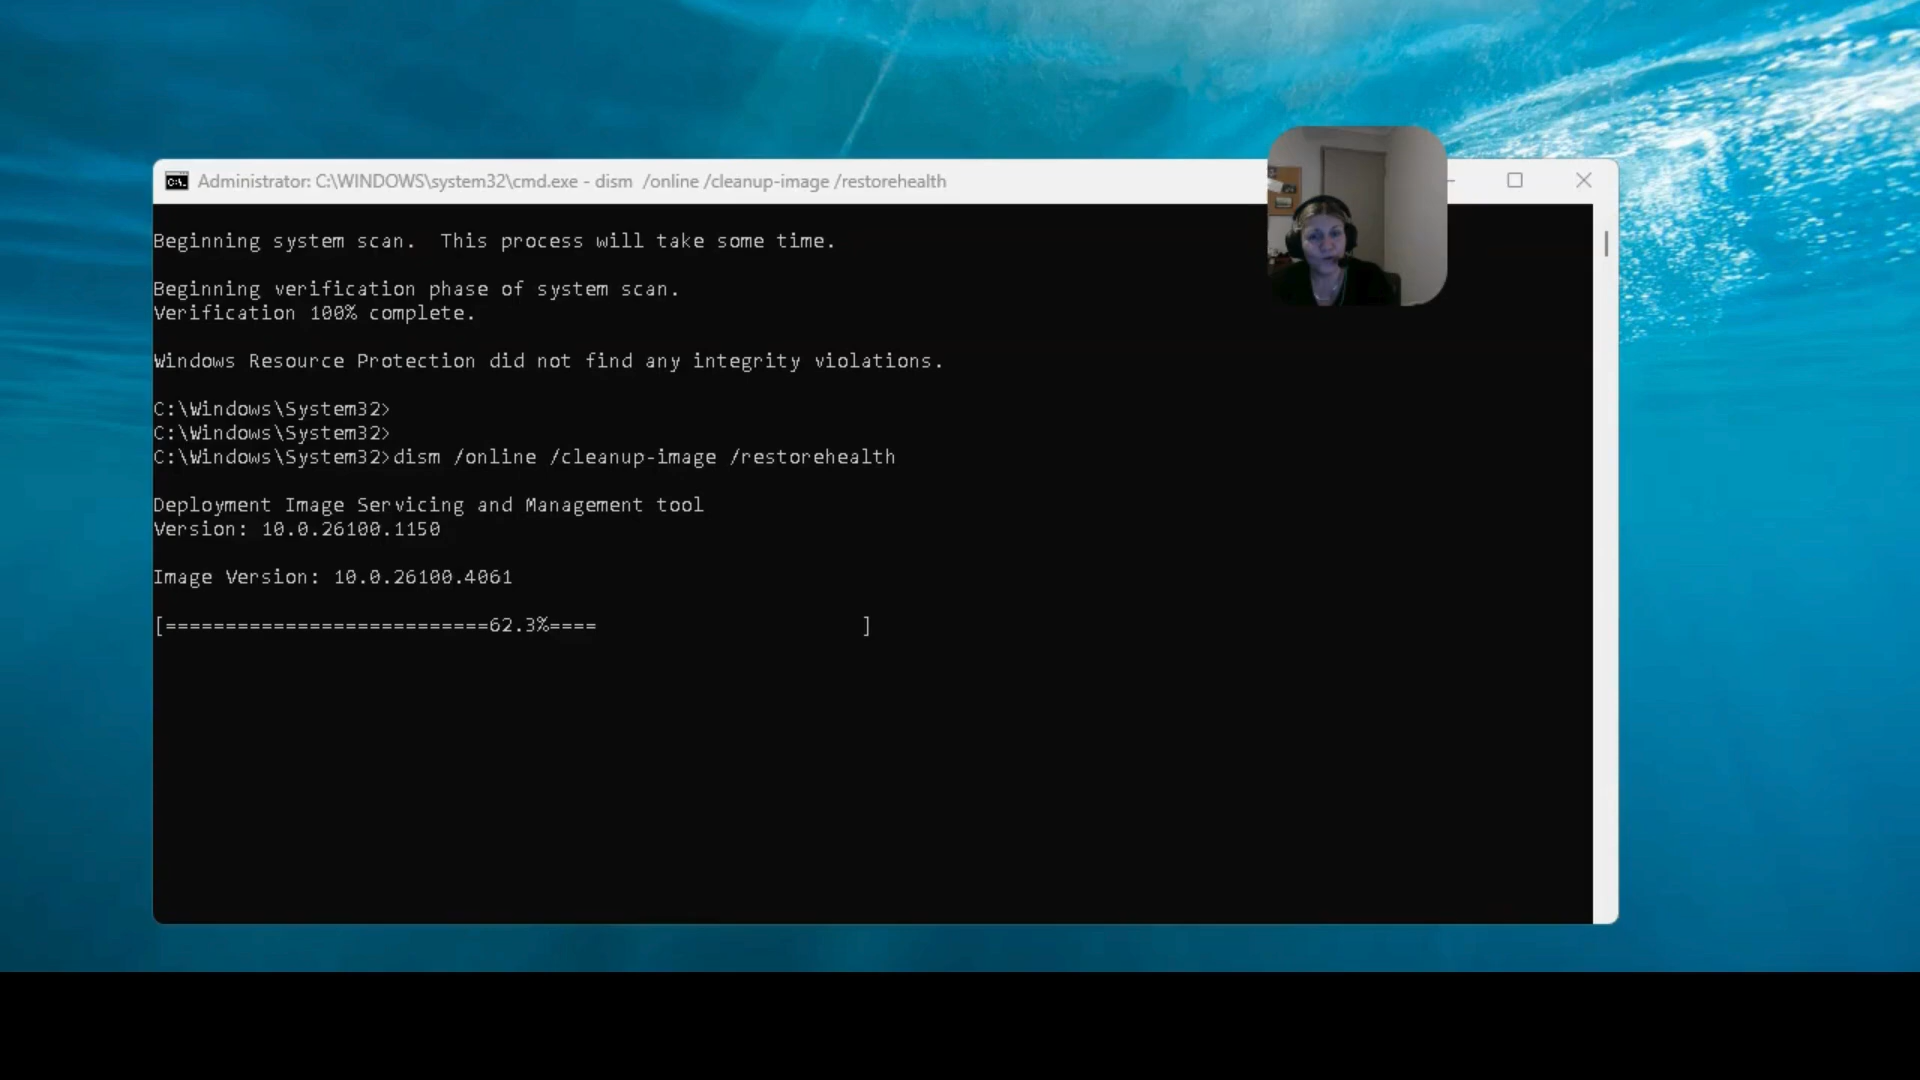 Administrator: C:\WINDOWS\system32\cmd.exe - dism  /online /cleanup-image /restorehealth
Beginning system scan.  This process will take some time.
Beginning verification phase of system scan.
Verification 100% complete.
Windows Resource Protection did not find any integrity violations.
C:\Windows\System32>
C:\Windows\System32>
C:\Windows\System32>dism /online /cleanup-image /restorehealth
Deployment Image Servicing and Management tool
Version: 10.0.26100.1150
Image Version: 10.0.26100.4061
[===========================62.3%====                      ]